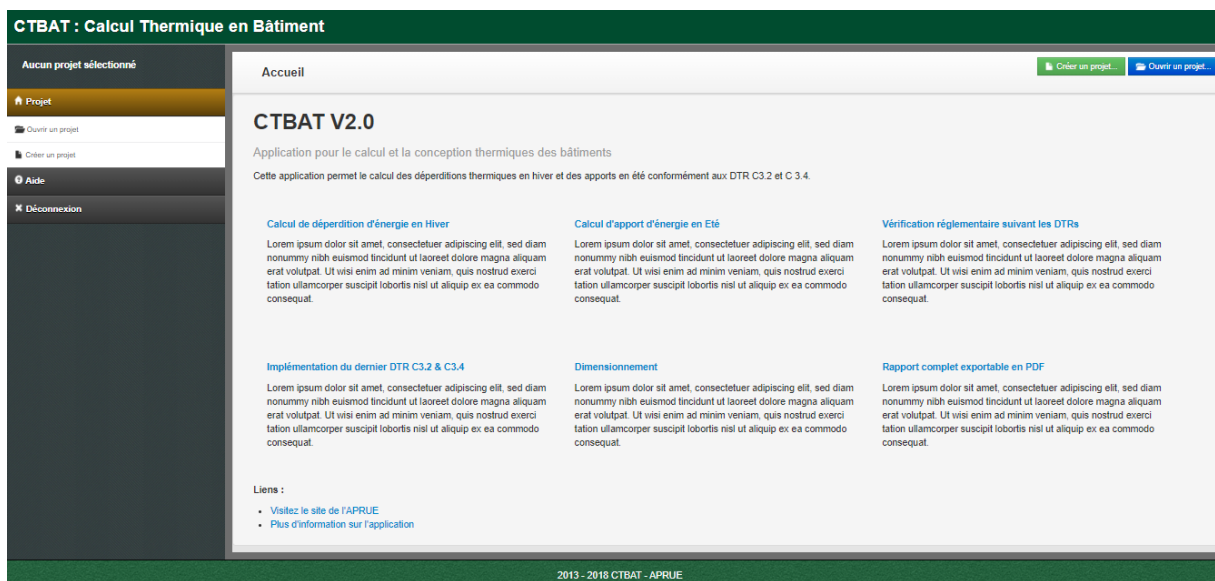 CTBAT : Calcul Thermique en Bâtiment
Aucun projet sélectionné
Projet
Ouvrir un projet
Créer un projet
Aide
Déconnexion
Accueil
Créer un projet...
Ouvrir un projet...
CTBAT V2.0
Application pour le calcul et la conception thermiques des bâtiments
Cette application permet le calcul des déperditions thermiques en hiver et des apports en été conformément aux DTR C3.2 et C 3.4.
Calcul de déperdition d'énergie en Hiver
Lorem ipsum dolor sit amet, consectetuer adipiscing elit, sed diam
nonummy nibh euismod tincidunt ut laoreet dolore magna aliquam
erat volutpat. Ut wisi enim ad minim veniam, quis nostrud exerci
tation ullamcorper suscipit lobortis nisl ut aliquip ex ea commodo
consequat.
Calcul d'apport d'énergie en Eté
Lorem ipsum dolor sit amet, consectetuer adipiscing elit, sed diam
nonummy nibh euismod tincidunt ut laoreet dolore magna aliquam
erat volutpat. Ut wisi enim ad minim veniam, quis nostrud exerci
tation ullamcorper suscipit lobortis nisl ut aliquip ex ea commodo
consequat.
Vérification réglementaire suivant les DTRs
Lorem ipsum dolor sit amet, consectetuer adipiscing elit, sed diam
nonummy nibh euismod tincidunt ut laoreet dolore magna aliquam
erat volutpat. Ut wisi enim ad minim veniam, quis nostrud exerci
tation ullamcorper suscipit lobortis nisl ut aliquip ex ea commodo
consequat.
Implémentation du dernier DTR C3.2 & C3.4
Lorem ipsum dolor sit amet, consectetuer adipiscing elit, sed diam
nonummy nibh euismod tincidunt ut laoreet dolore magna aliquam
erat volutpat. Ut wisi enim ad minim veniam, quis nostrud exerci
tation ullamcorper suscipit lobortis nisl ut aliquip ex ea commodo
consequat.
Dimensionnement
Lorem ipsum dolor sit amet, consectetuer adipiscing elit, sed diam
nonummy nibh euismod tincidunt ut laoreet dolore magna aliquam
erat volutpat. Ut wisi enim ad minim veniam, quis nostrud exerci
tation ullamcorper suscipit lobortis nisl ut aliquip ex ea commodo
consequat.
Rapport complet exportable en PDF
Lorem ipsum dolor sit amet, consectetuer adipiscing elit, sed diam
nonummy nibh euismod tincidunt ut laoreet dolore magna aliquam
erat volutpat. Ut wisi enim ad minim veniam, quis nostrud exerci
tation ullamcorper suscipit lobortis nisl ut aliquip ex ea commodo
consequat.
Liens :
Visitez le site de l'APRUE
Plus d'information sur l'application
2013 - 2018 CTBAT - APRUE